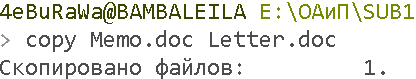 4eBuRaWa@BAMBALEILA E:\ОАиП\SUB1
> copy Memo.doc Letter.doc
Скопировано файлов:         1.